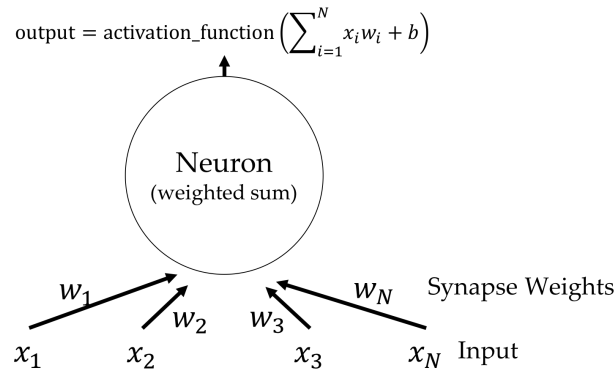 output = activation_function (∑_{i=1}^{N} x_i w_i + b)
Neuron
(weighted sum)
w_1 w_2 w_3 w_N Synapse Weights
x_1 x_2 x_3 x_N Input